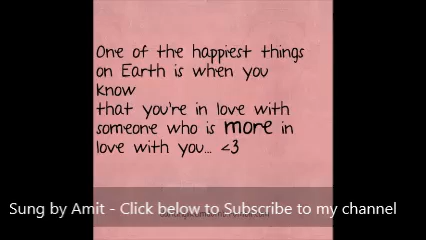 One of the happiest things
on Earth is when you
know
that you're in love with
someone who is more in
love with you... <3
Sung by Amit - Click below to Subscribe to my channel